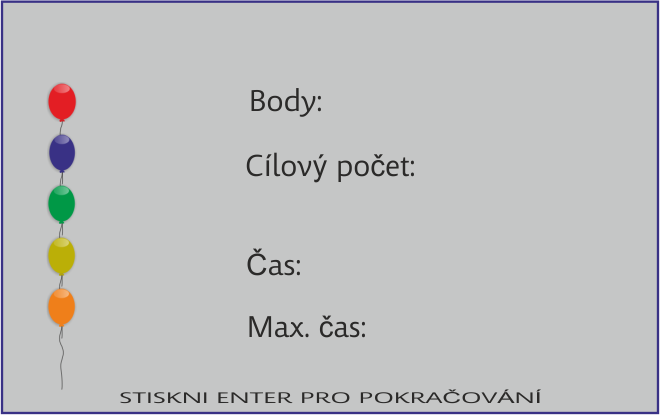 Body:
Cílový počet:
Čas:
Max. čas:
STISKNI ENTER PRO POKRAČOVÁNÍ